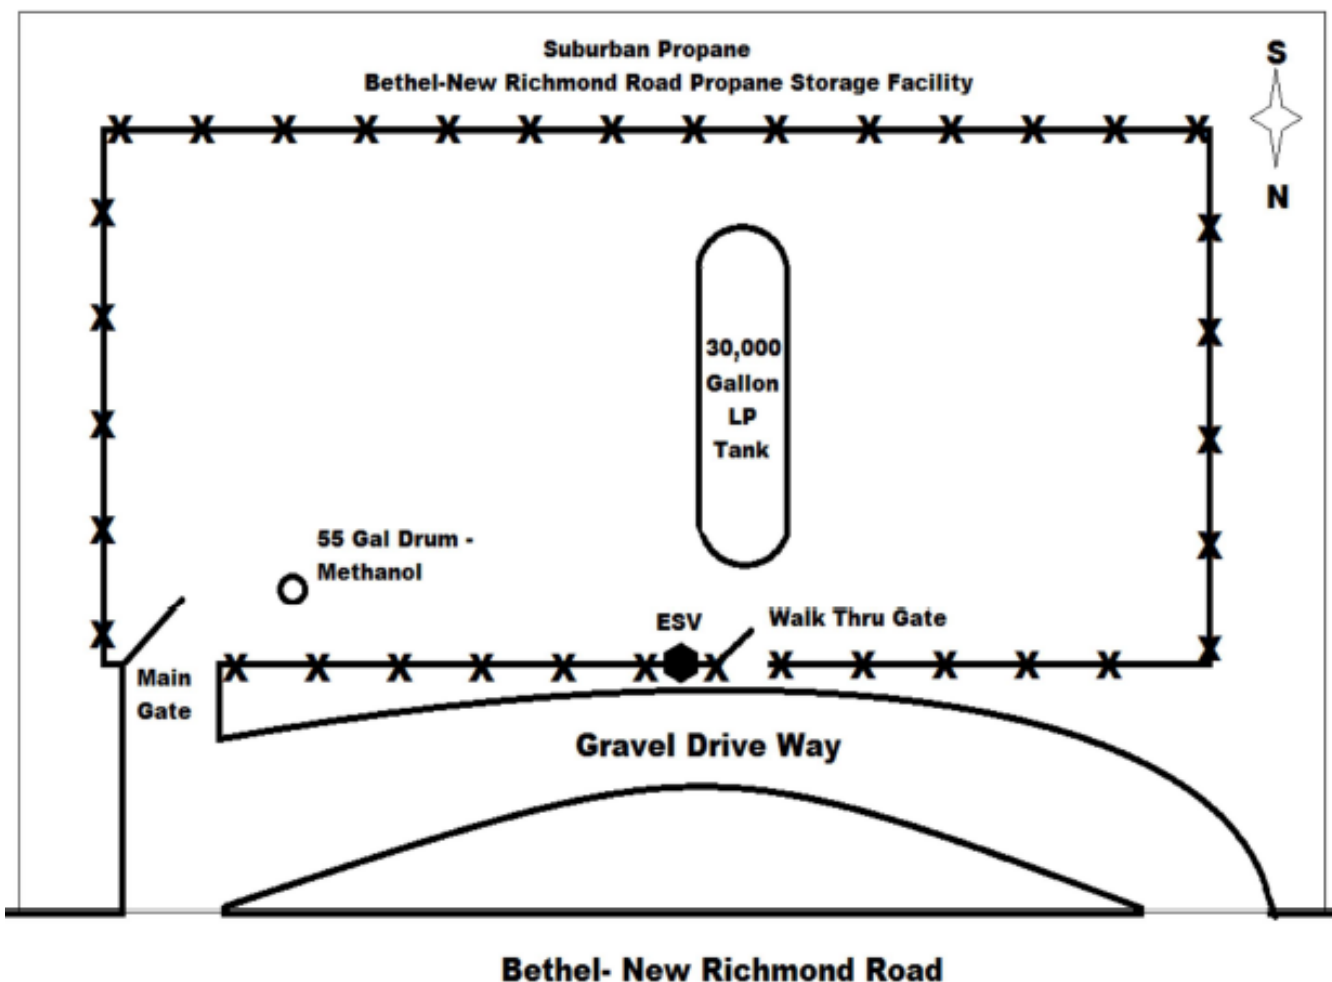 Suburban Propane
Bethel-New Richmond Road Propane Storage Facility
S
N
30,000
Gallon
LP
Tank
55 Gal Drum -
Methanol
ESV
Walk Thru Gate
Main
Gate
Gravel Drive Way
Bethel- New Richmond Road